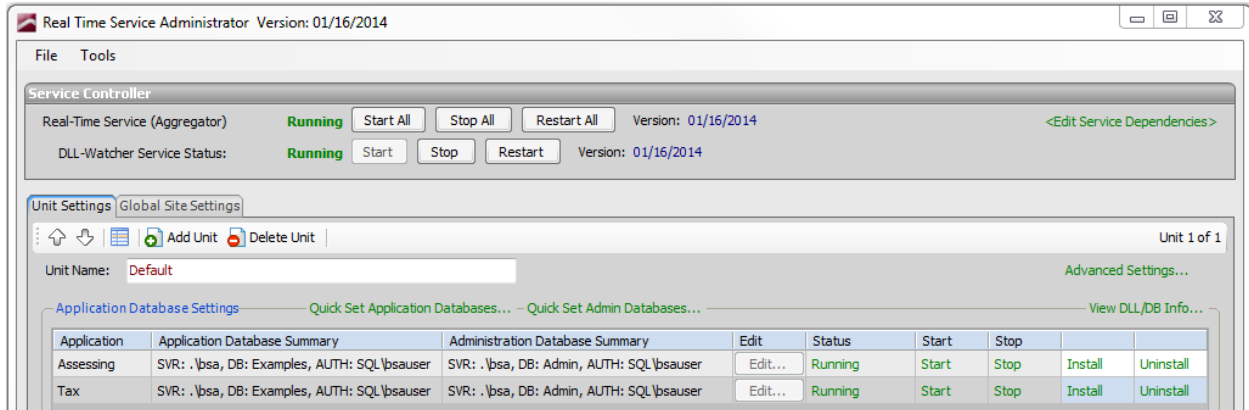 Real Time Service Administrator Version: 01/16/2014
File Tools
Service Controller
Real-Time Service (Aggregator) Running Start All Stop All Restart All Version: 01/16/2014 <Edit Service Dependencies>
DLL-Watcher Service Status: Running Start Stop Restart Version: 01/16/2014
Unit Settings Global Site Settings
Add Unit Delete Unit Unit 1 of 1
Unit Name: Default Advanced Settings...
Application Database Settings Quick Set Application Databases... Quick Set Admin Databases... View DLL/DB Info...
Application Application Database Summary Administration Database Summary Edit Status Start Stop
Assessing SVR: .\bsa, DB: Examples, AUTH: SQL\bsauser SVR: .\bsa, DB: Admin, AUTH: SQL\bsauser Edit... Running Start Stop Install Uninstall
Tax SVR: .\bsa, DB: Examples, AUTH: SQL\bsauser SVR: .\bsa, DB: Admin, AUTH: SQL\bsauser Edit... Running Start Stop Install Uninstall